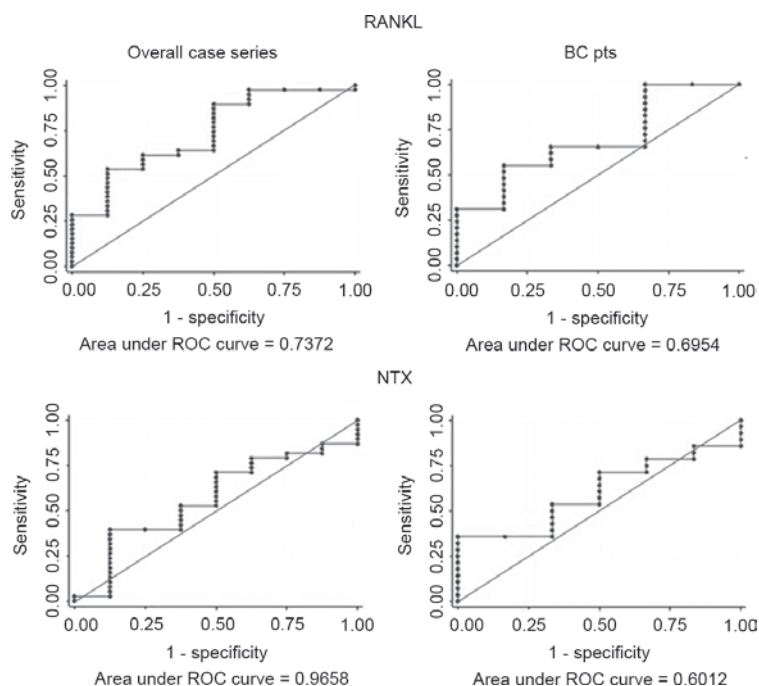 RANKL
Overall case series
BC pts
Sensitivity
0.00 0.25 0.50 0.75 1.00
0.00 0.25 0.50 0.75 1.00
1 - specificity
Area under ROC curve = 0.7372
Sensitivity
0.00 0.25 0.50 0.75 1.00
0.00 0.25 0.50 0.75 1.00
1 - specificity
Area under ROC curve = 0.6954
NTX
Sensitivity
0.00 0.25 0.50 0.75 1.00
0.00 0.25 0.50 0.75 1.00
1 - specificity
Area under ROC curve = 0.9658
Sensitivity
0.00 0.25 0.50 0.75 1.00
0.00 0.25 0.50 0.75 1.00
1 - specificity
Area under ROC curve = 0.6012